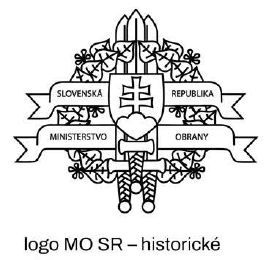 SLOVENSKÁ REPUBLIKA
MINISTERSTVO OBRANY
logo MO SR – historické